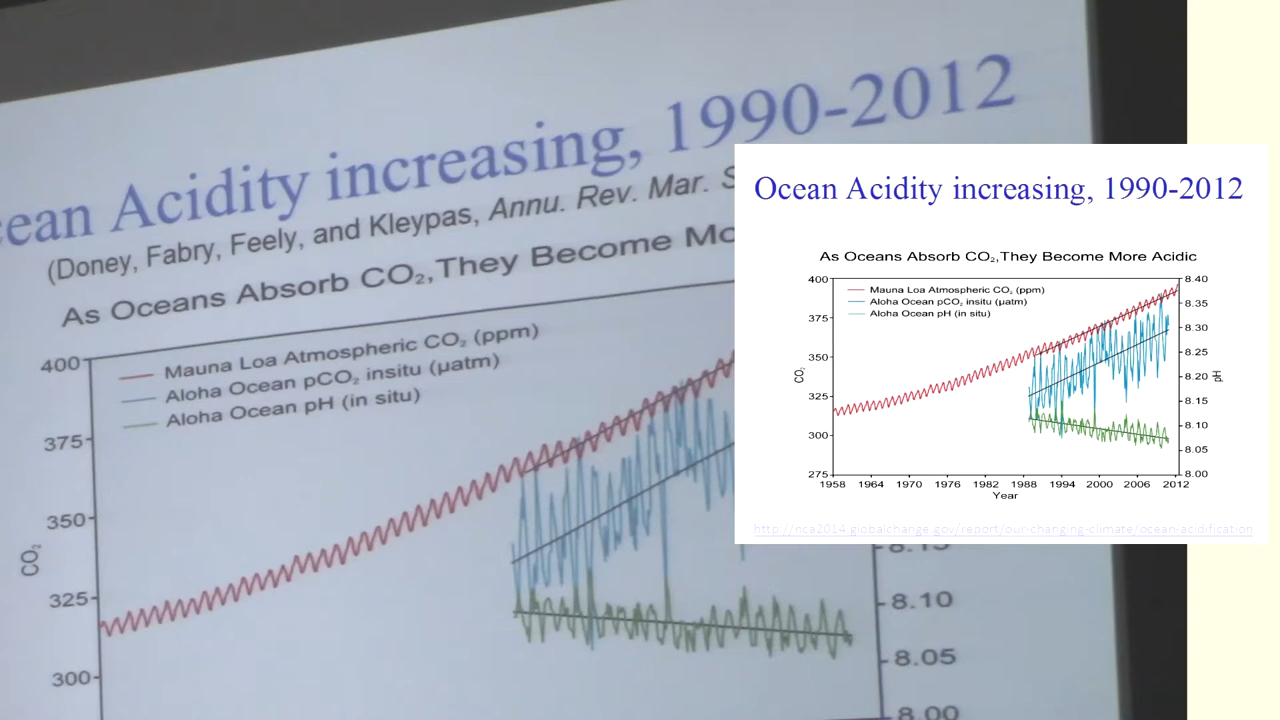 cean Acidity increasing, 1990-2012
(Doney, Fabry, Feely, and Kleypas, Annu. Rev. Mar. S
As Oceans Absorb CO₂,They Become Mo
400
375
350
325
300
CO₂
Mauna Loa Atmospheric CO₂ (ppm)
Aloha Ocean pCO₂ insitu (µatm)
Aloha Ocean pH (in situ)
8.15
8.10
8.05
8.00
Ocean Acidity increasing, 1990-2012
As Oceans Absorb CO₂,They Become More Acidic
Mauna Loa Atmospheric CO₂ (ppm)
Aloha Ocean pCO₂ insitu (µatm)
Aloha Ocean pH (in situ)
400
375
350
325
300
275
CO₂
8.40
8.35
8.30
8.25
8.20
8.15
8.10
8.05
8.00
pH
1958 1964 1970 1976 1982 1988 1994 2000 2006 2012
Year
http://nca2014.globalchange.gov/report/our-changing-climate/ocean-acidification